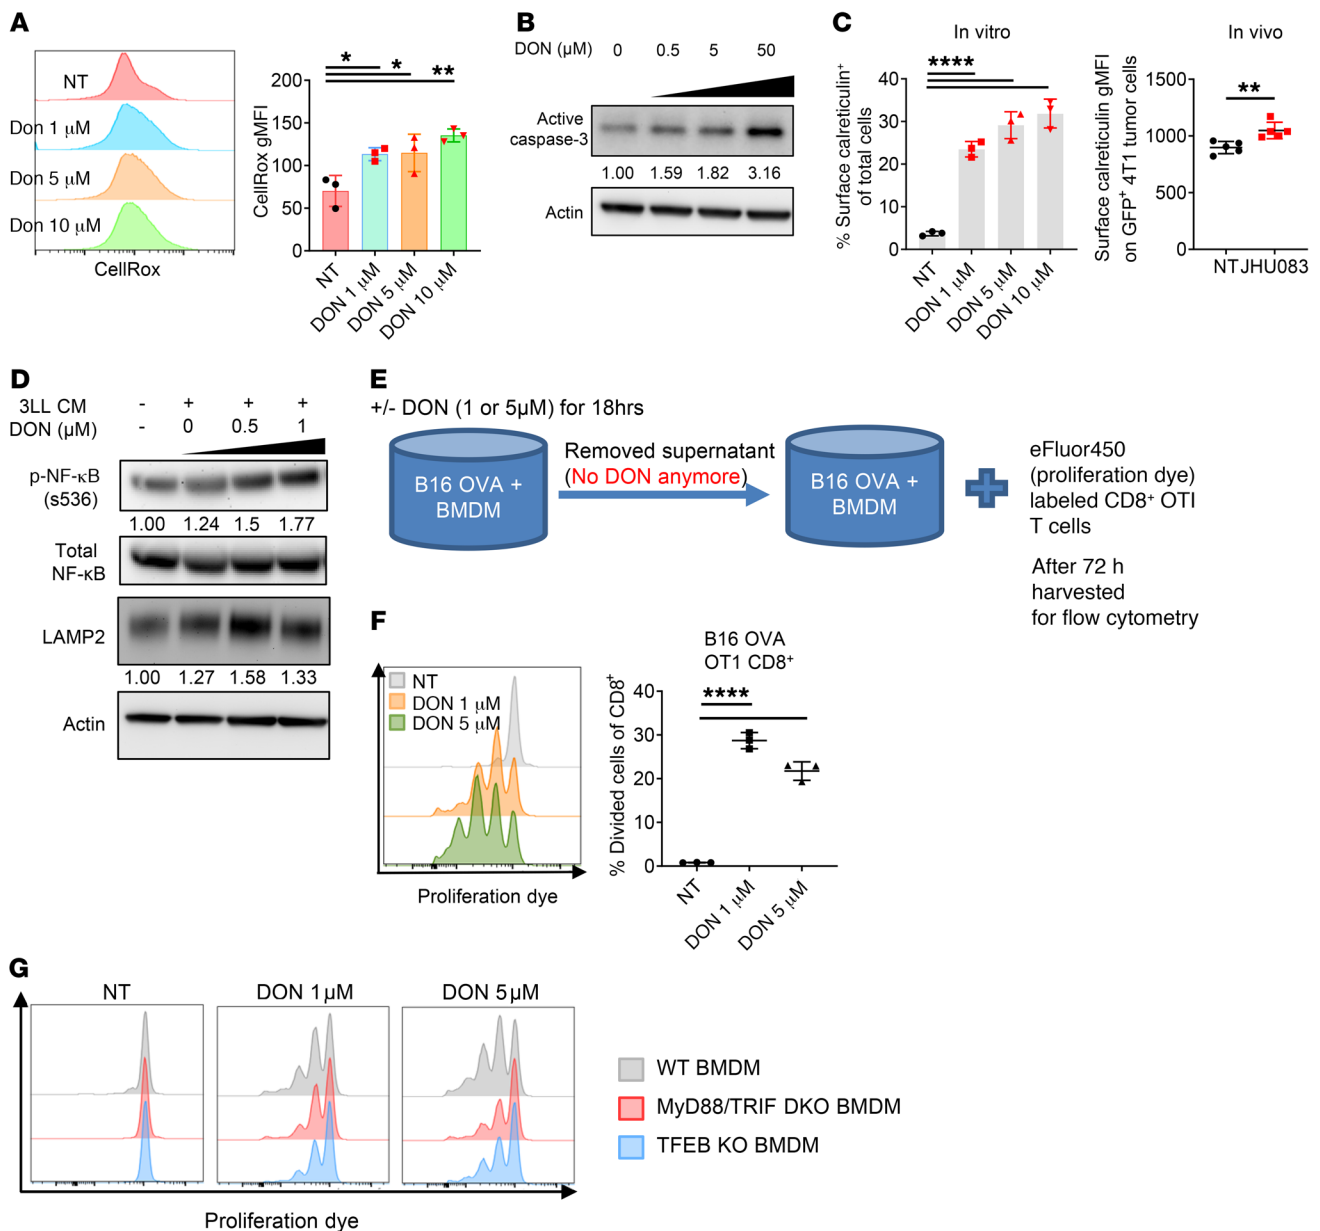 A
NT
Don 1 μM
Don 5 μM
Don 10 μM
CellRox
CellRox gMFI
200
150
100
50
0
*
*
**
NT
DON 1 μM
DON 5 μM
DON 10 μM
B
DON (μM) 0 0.5 5 50
Active
caspase-3
1.00 1.59 1.82 3.16
Actin
C
In vitro
% Surface calreticulin⁺
of total cells
40
30
20
10
0
****
NT
DON 1 μM
DON 5 μM
DON 10 μM
In vivo
Surface calreticulin gMFI
on GFP⁺ 4T1 tumor cells
1500
1000
500
0
**
NT JHU083
D
3LL CM - + + +
DON (μM) - 0 0.5 1
p-NF-κB
(s536)
1.00 1.24 1.5 1.77
Total
NF-κB
LAMP2
1.00 1.27 1.58 1.33
Actin
E
+/- DON (1 or 5μM) for 18hrs
B16 OVA +
BMDM
Removed supernatant
(No DON anymore)
B16 OVA +
BMDM
eFluor450
(proliferation dye)
labeled CD8⁺ OTI
T cells
After 72 h
harvested
for flow cytometry
F
NT
DON 1 μM
DON 5 μM
Proliferation dye
B16 OVA
OT1 CD8⁺
% Divided cells of CD8⁺
40
30
20
10
0
****
NT
DON 1 μM
DON 5 μM
G
NT
DON 1μM
DON 5μM
Proliferation dye
WT BMDM
MyD88/TRIF DKO BMDM
TFEB KO BMDM